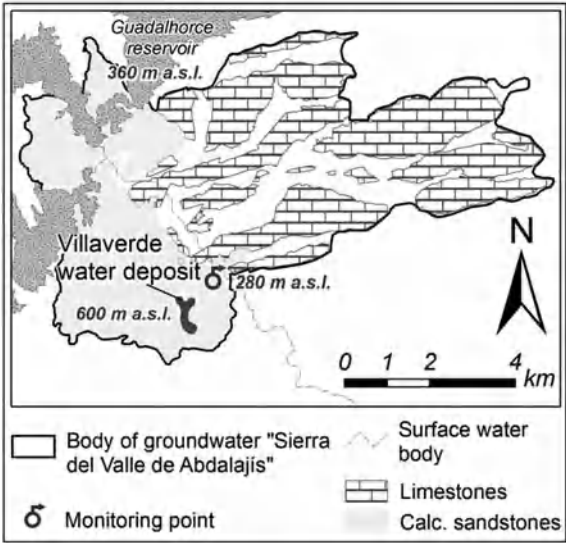 Guadalhorce
reservoir
360 m a.s.l.
Villaverde
water deposit
280 m a.s.l.
600 m a.s.l.
N
0 1 2 4
km
Body of groundwater "Sierra
del Valle de Abdalajís"
Surface water
body
Limestones
Monitoring point
Calc. sandstones